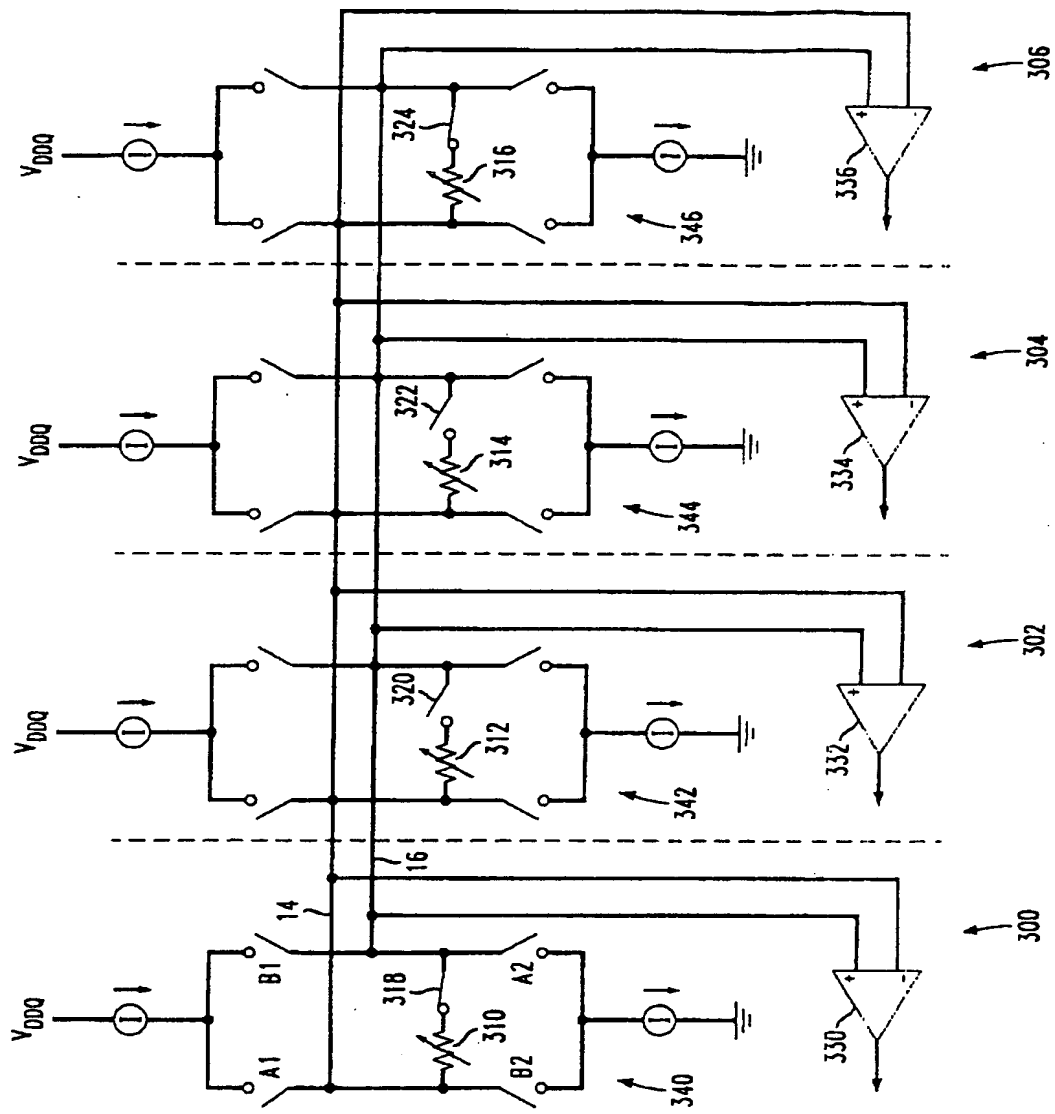 V_DDQ
V_DDQ
V_DDQ
V_DDQ
I
I
I
I
A1
B1
14
16
318
310
320
312
322
314
324
316
B2
A2
I
I
I
I
340
342
344
346
330
+
-
332
+
-
334
+
-
336
+
-
300
302
304
306